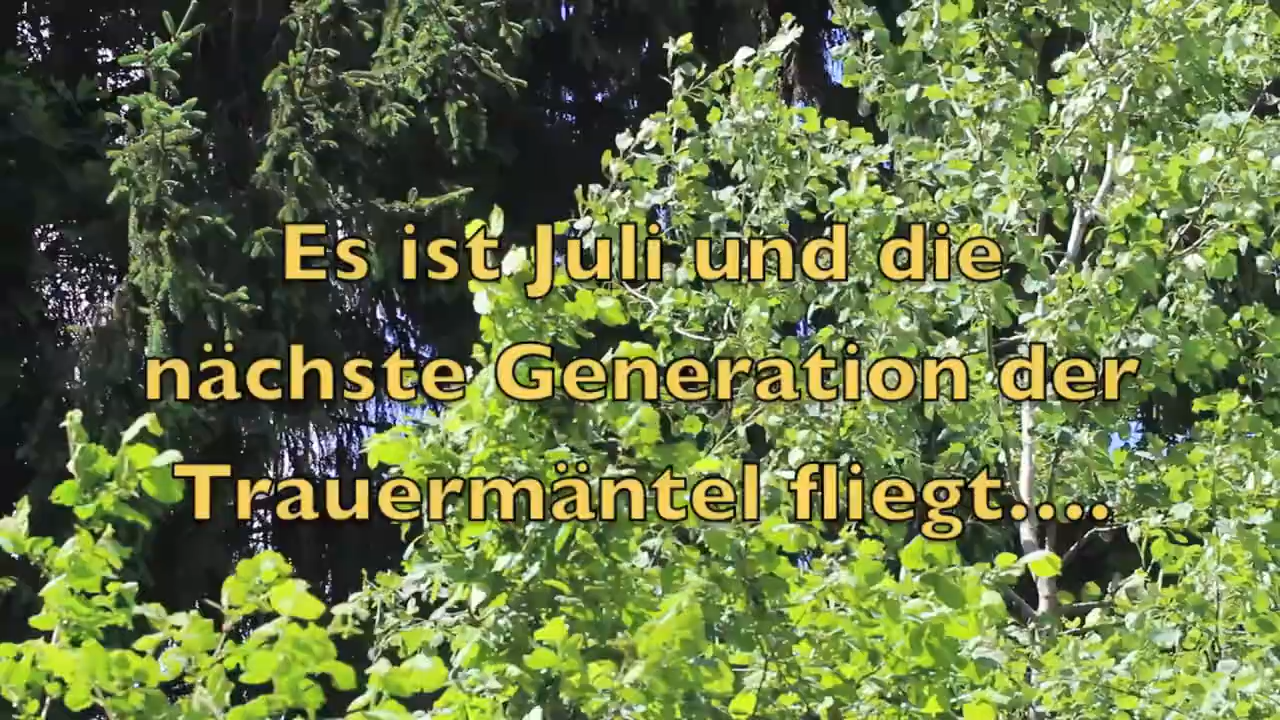 Es ist Juli und die
nächste Generation der
Trauermäntel fliegt....